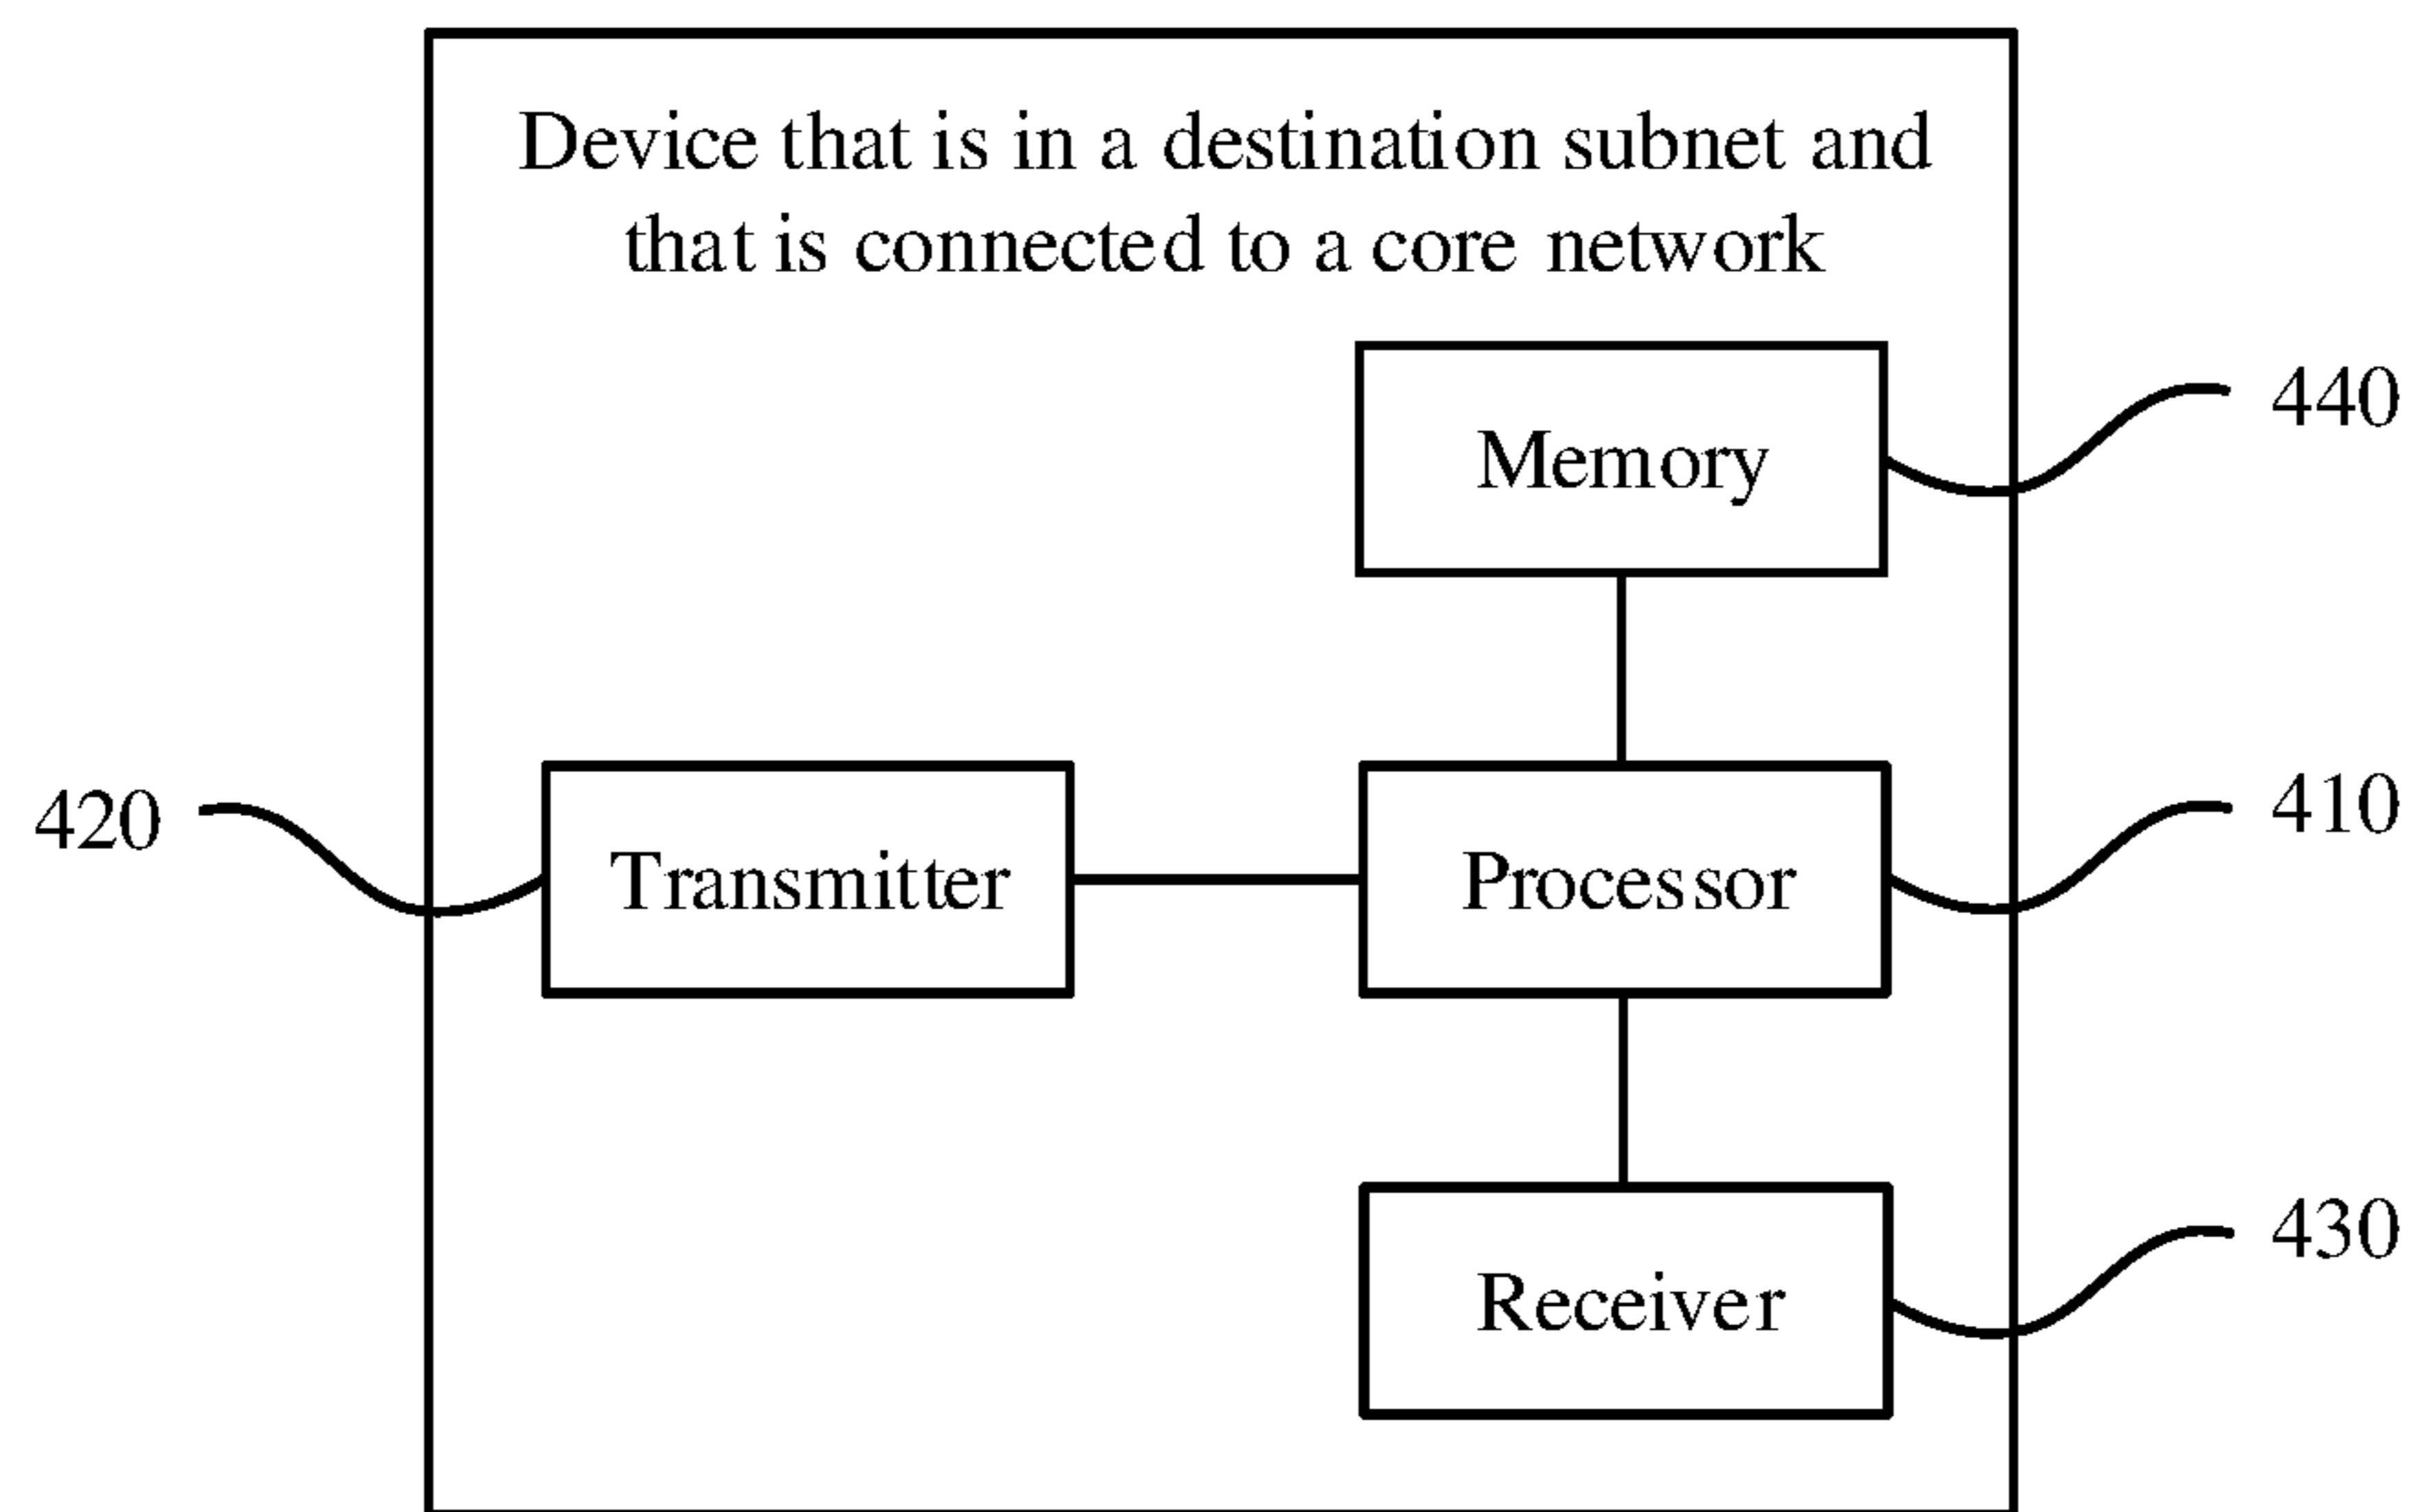 Device that is in a destination subnet and
that is connected to a core network
Memory
440
420
Transmitter
Processor
410
Receiver
430